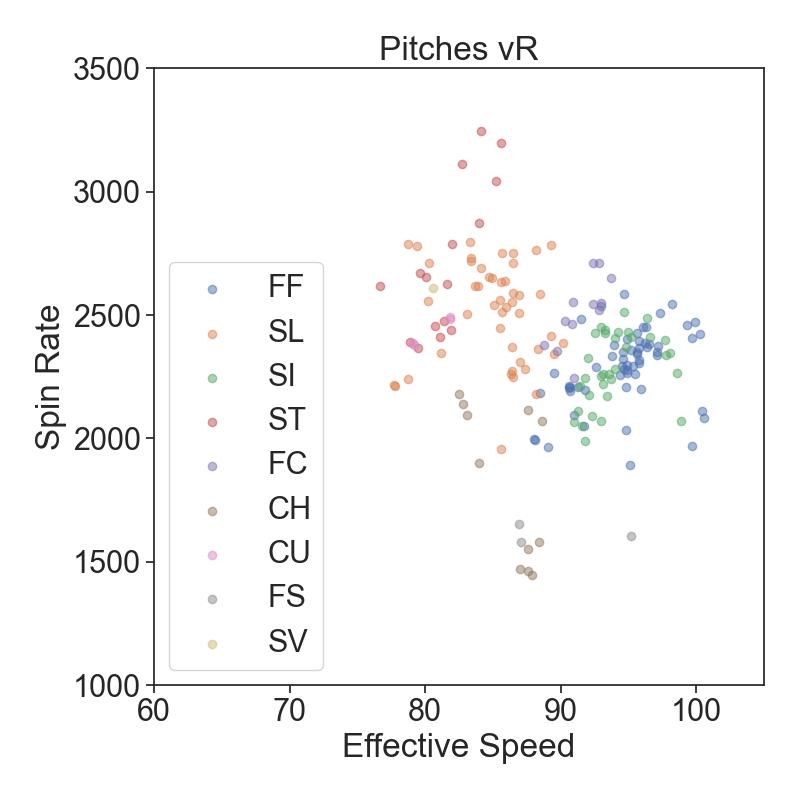 Pitches vR
3500
3000
2500
2000
1500
1000
Spin Rate
FF
SL
SI
ST
FC
CH
CU
FS
SV
60 70 80 90 100
Effective Speed